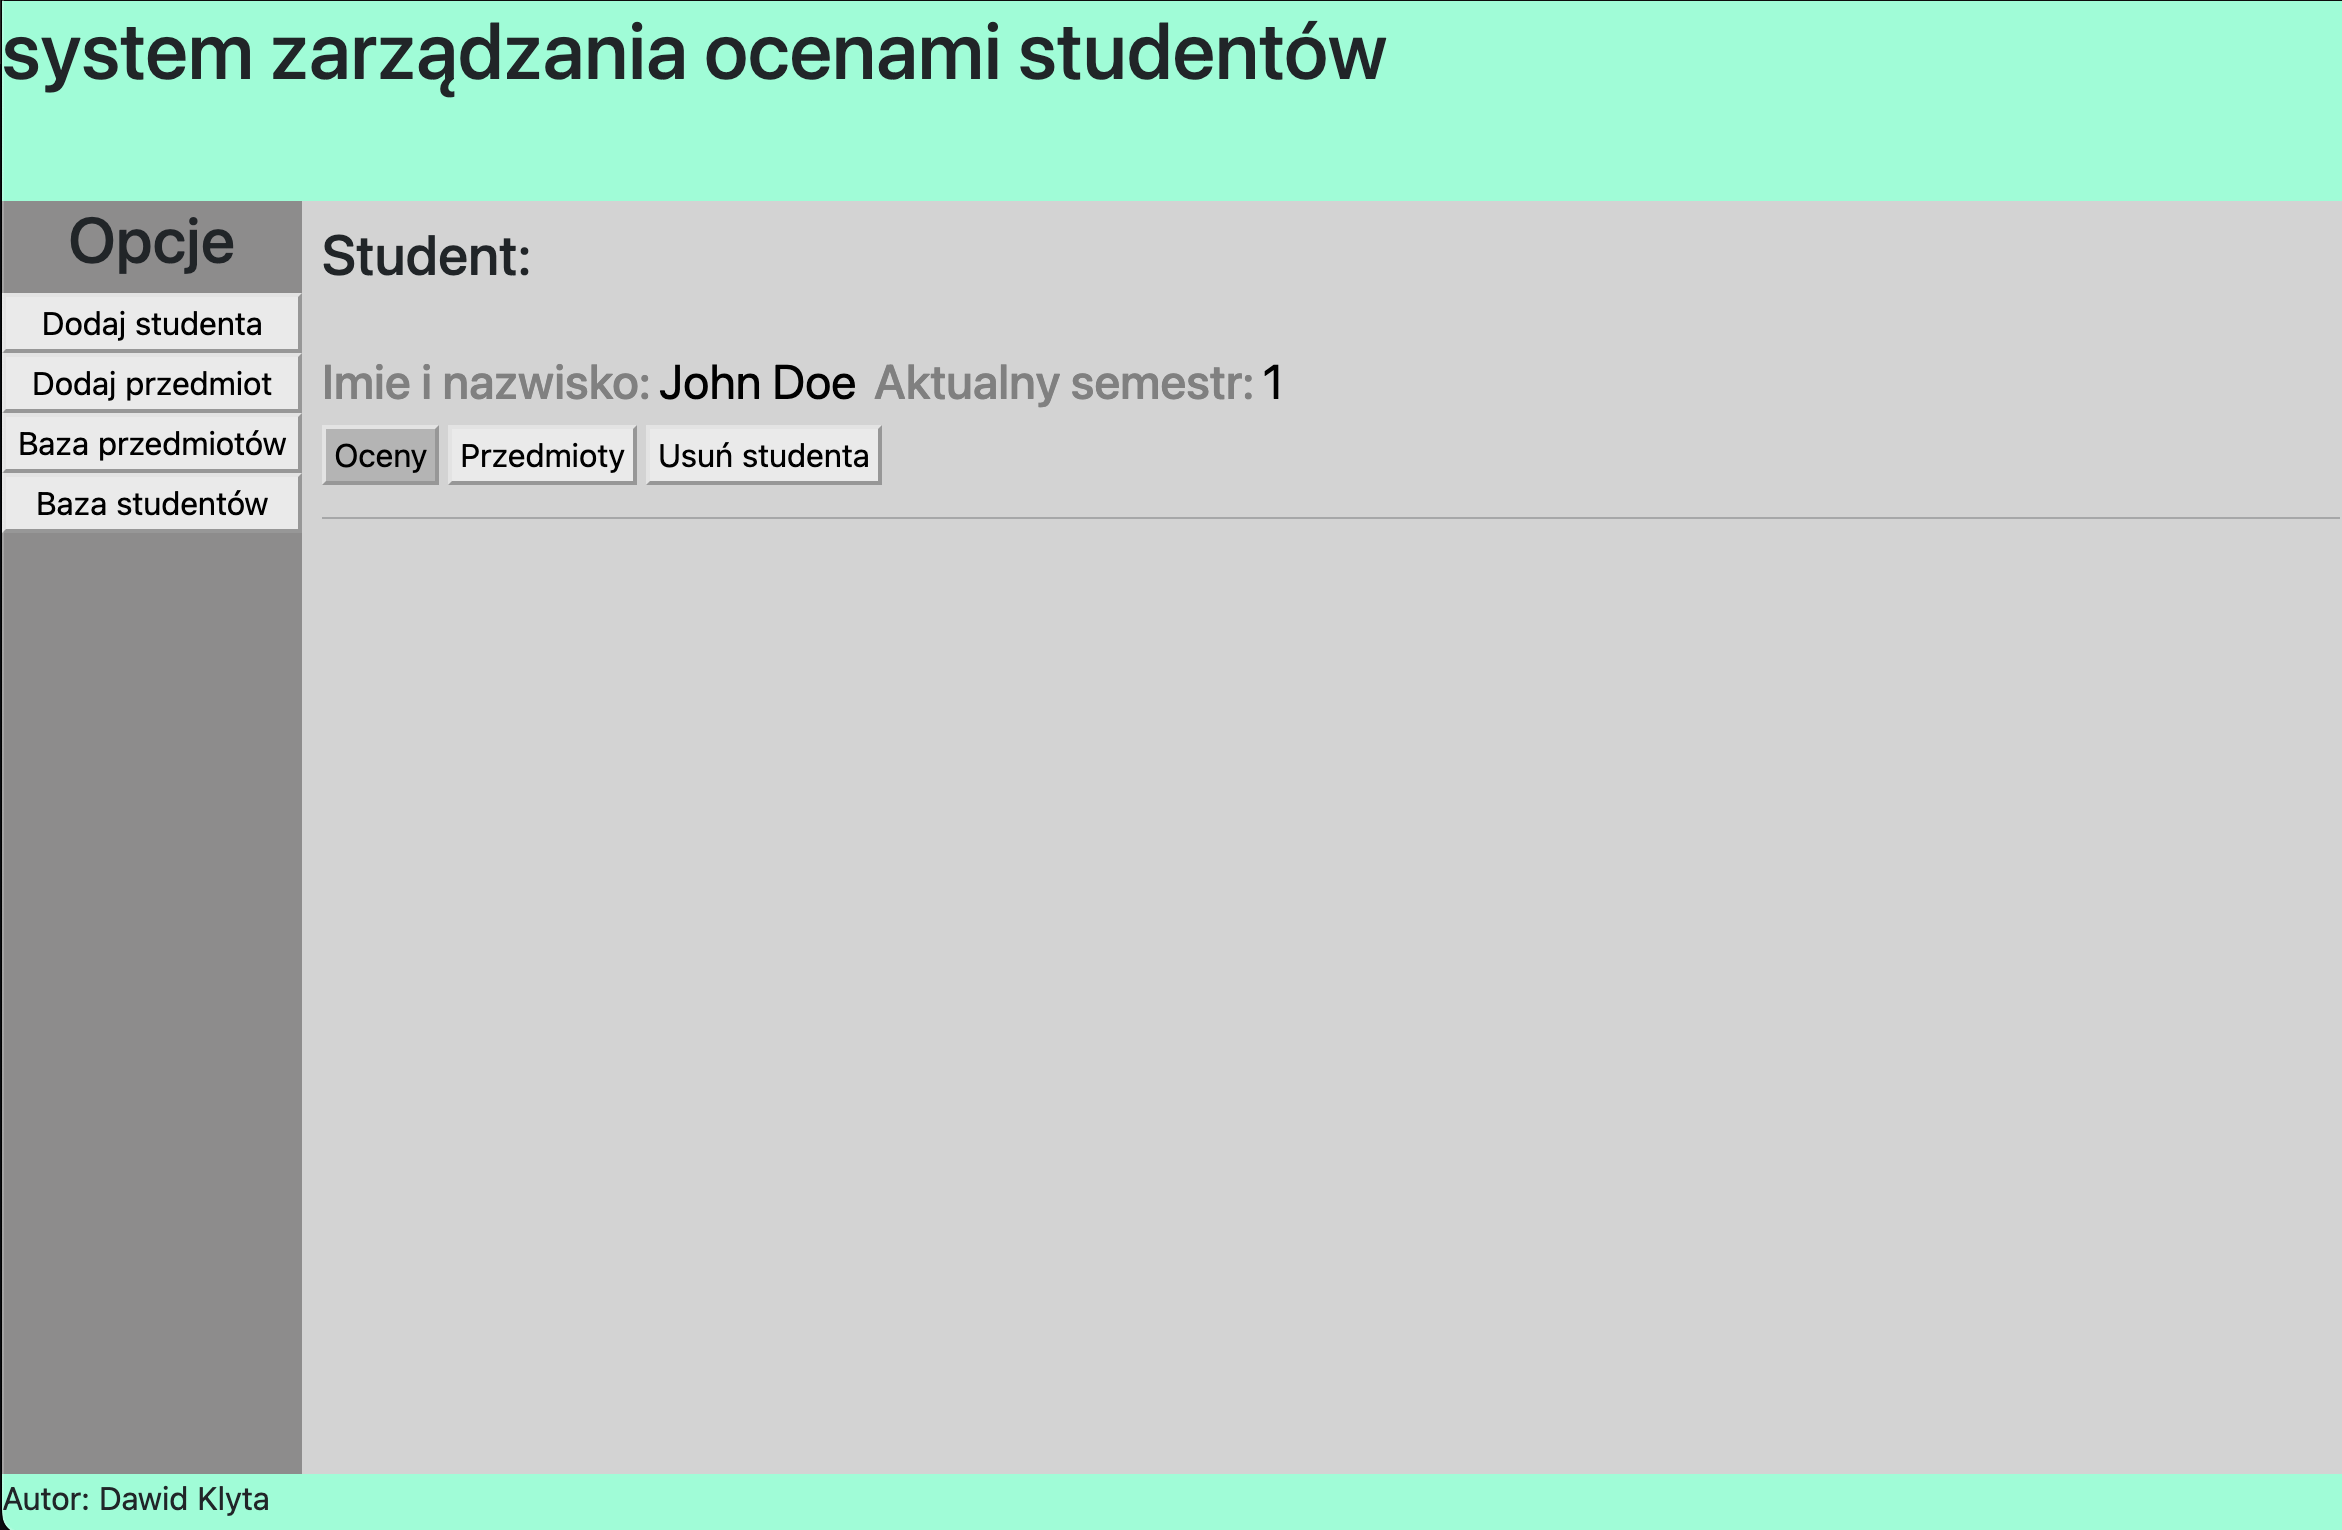 system zarządzania ocenami studentów
Opcje
Dodaj studenta
Dodaj przedmiot
Baza przedmiotów
Baza studentów
Student:
Imie i nazwisko: John Doe Aktualny semestr: 1
Oceny Przedmioty Usuń studenta
Autor: Dawid Klyta